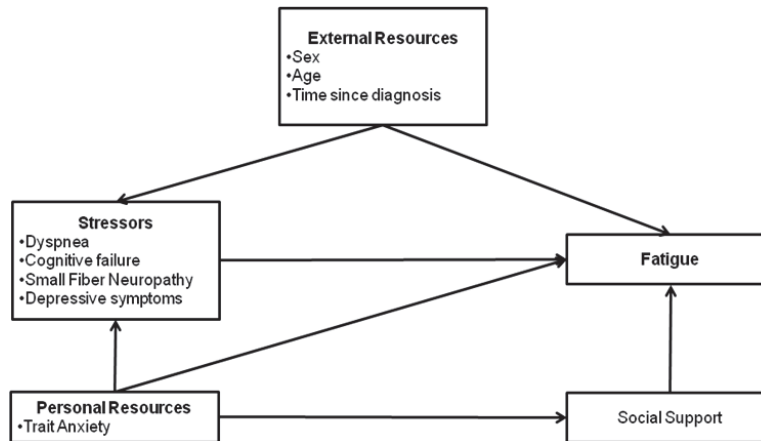 External Resources
•Sex
•Age
•Time since diagnosis
Stressors
•Dyspnea
•Cognitive failure
•Small Fiber Neuropathy
•Depressive symptoms
Fatigue
Personal Resources
•Trait Anxiety
Social Support